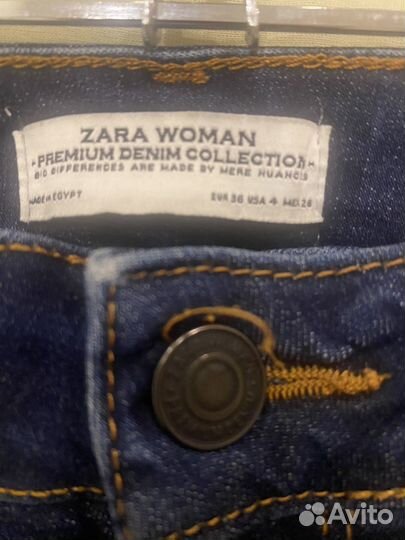 ZARA WOMAN
-PREMIUM DENIM COLLECTION-
BIG DIFFERENCES ARE MADE BY MERE NUANCES
MADE IN EGYPT EUR 36 USA 4 MEX 26
Avito